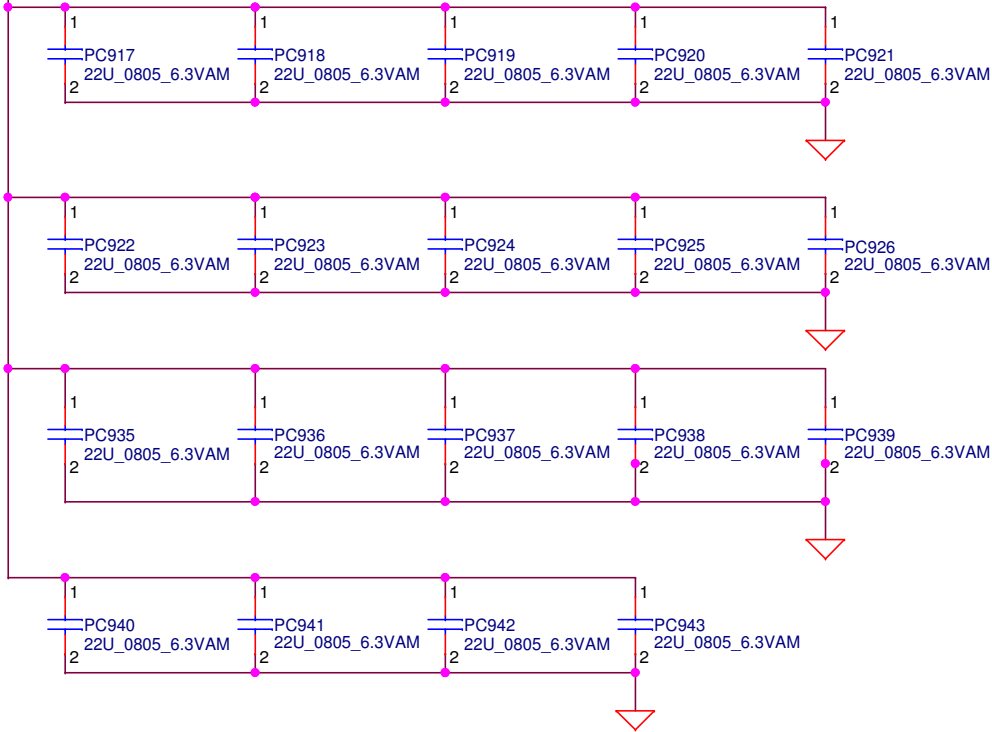 1 1 1 1 1
PC917 PC918 PC919 PC920 PC921
22U_0805_6.3VAM 22U_0805_6.3VAM 22U_0805_6.3VAM 22U_0805_6.3VAM 22U_0805_6.3VAM
2 2 2 2 2
1 1 1 1 1
PC922 PC923 PC924 PC925 PC926
22U_0805_6.3VAM 22U_0805_6.3VAM 22U_0805_6.3VAM 22U_0805_6.3VAM 22U_0805_6.3VAM
2 2 2 2 2
1 1 1 1 1
PC935 PC936 PC937 PC938 PC939
22U_0805_6.3VAM 22U_0805_6.3VAM 22U_0805_6.3VAM 22U_0805_6.3VAM 22U_0805_6.3VAM
2 2 2 2 2
1 1 1 1
PC940 PC941 PC942 PC943
22U_0805_6.3VAM 22U_0805_6.3VAM 22U_0805_6.3VAM 22U_0805_6.3VAM
2 2 2 2